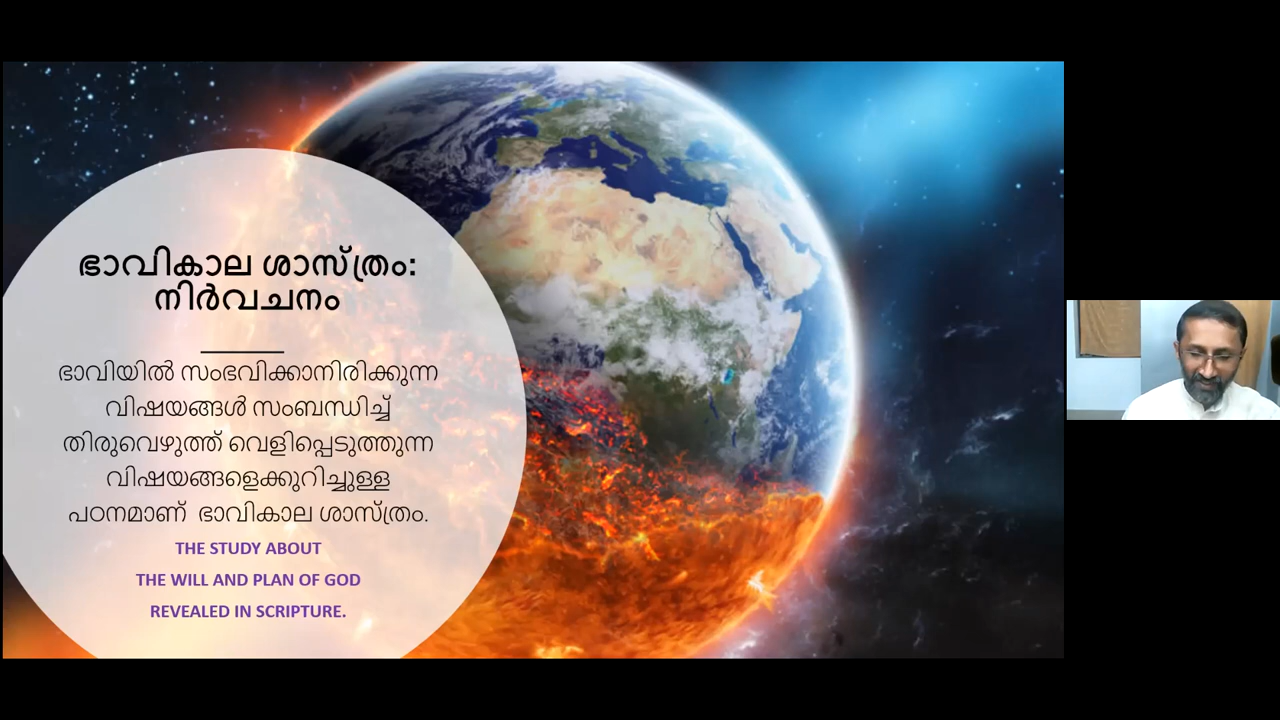 ഭാവികാല ശാസ്ത്രം:
നിർവചനം
ഭാവിയിൽ സംഭവിക്കാനിരിക്കുന്ന
വിഷയങ്ങൾ സംബന്ധിച്ച്
തിരുവെഴുത്ത് വെളിപ്പെടുത്തുന്ന
വിഷയങ്ങളെക്കുറിച്ചുള്ള
പഠനമാണ് ഭാവികാല ശാസ്ത്രം.
THE STUDY ABOUT
THE WILL AND PLAN OF GOD
REVEALED IN SCRIPTURE.